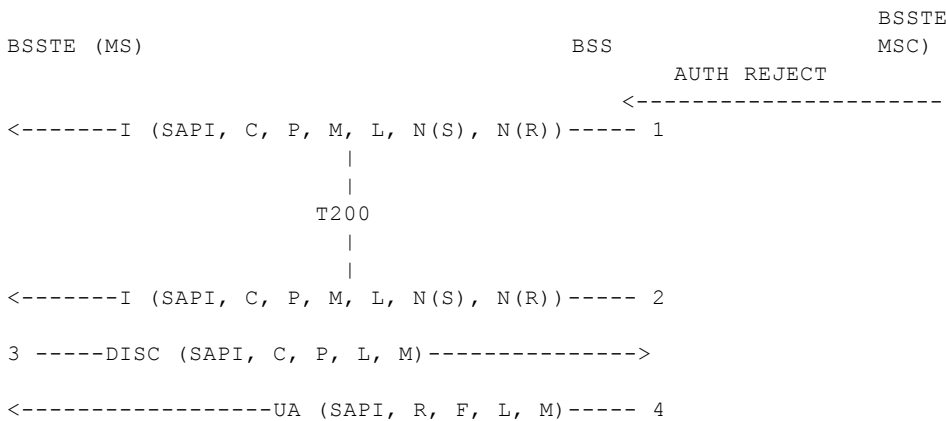 BSSTE
BSSTE (MS) BSS MSC)
AUTH REJECT
<----------------------
<-------I (SAPI, C, P, M, L, N(S), N(R))----- 1
|
|
T200
|
|
<-------I (SAPI, C, P, M, L, N(S), N(R))----- 2
3 -----DISC (SAPI, C, P, L, M)--------------->
<------------------UA (SAPI, R, F, L, M)----- 4